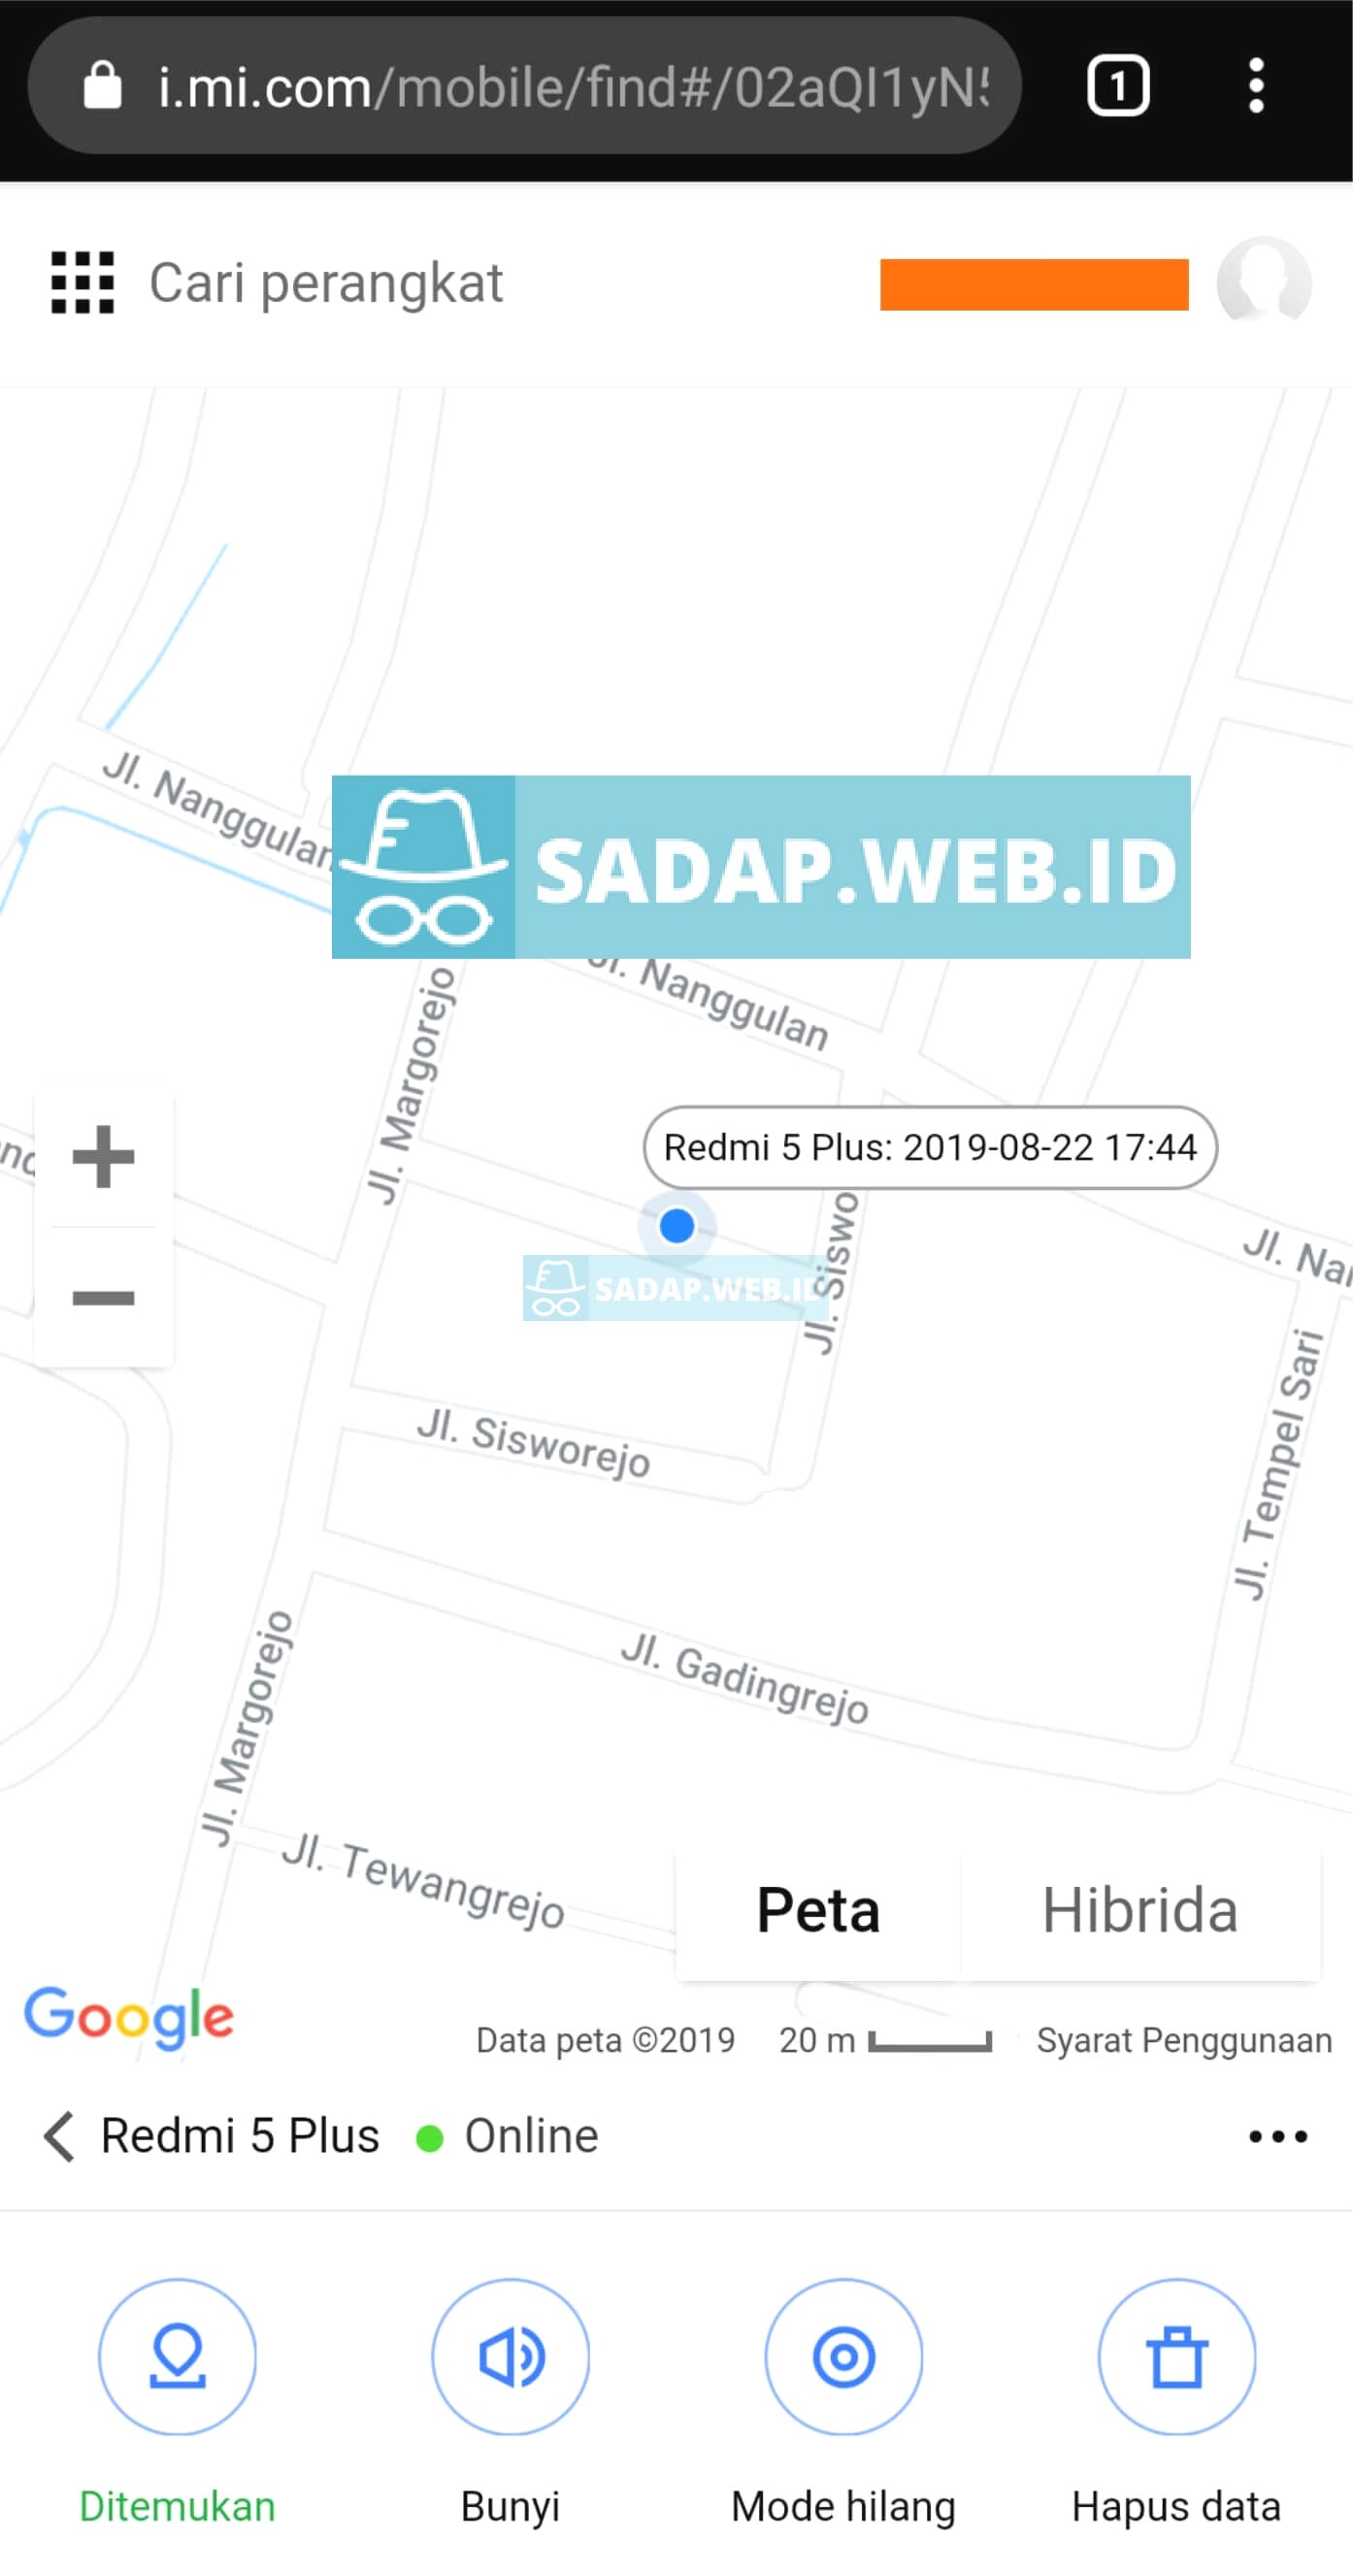 i.mi.com/mobile/find#/02aQI1yN
1
Cari perangkat
Jl. Nanggulan
SADAP.WEB.ID
Jl. Nanggulan
Jl. Margorejo
Redmi 5 Plus: 2019-08-22 17:44
Jl. Siswo
Jl. Nan
SADAP.WEB.ID
Jl. Tempel Sari
Jl. Sisworejo
Jl. Gadingrejo
Jl. Margorejo
Jl. Tewangrejo
Peta
Hibrida
Google
Data peta ©2019
20 m
Syarat Penggunaan
Redmi 5 Plus
Online
Ditemukan
Bunyi
Mode hilang
Hapus data